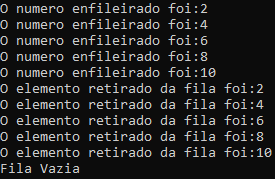 O numero enfileirado foi:2
O numero enfileirado foi:4
O numero enfileirado foi:6
O numero enfileirado foi:8
O numero enfileirado foi:10
O elemento retirado da fila foi:2
O elemento retirado da fila foi:4
O elemento retirado da fila foi:6
O elemento retirado da fila foi:8
O elemento retirado da fila foi:10
Fila Vazia